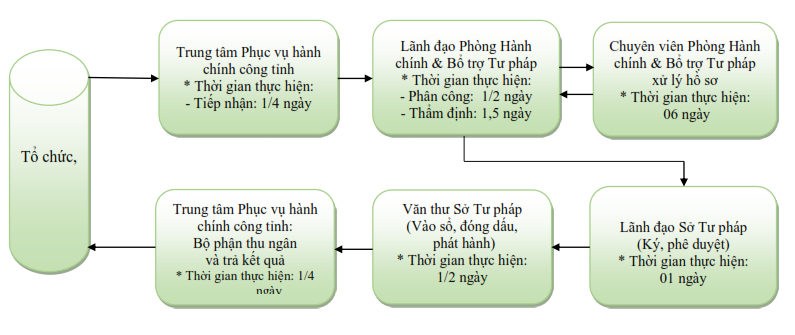 Trung tâm Phục vụ hành
chính công tỉnh
* Thời gian thực hiện:
- Tiếp nhận: 1/4 ngày
Lãnh đạo Phòng Hành
chính & Bổ trợ Tư pháp
* Thời gian thực hiện:
- Phân công: 1/2 ngày
- Thẩm định: 1,5 ngày
Chuyên viên Phòng Hành
chính & Bổ trợ Tư pháp
xử lý hồ sơ
* Thời gian thực hiện:
06 ngày
Tổ chức,
Trung tâm Phục vụ hành
chính công tỉnh:
Bộ phận thu ngân
và trả kết quả
* Thời gian thực hiện: 1/4
ngày
Văn thư Sở Tư pháp
(Vào sổ, đóng dấu,
phát hành)
* Thời gian thực hiện:
1/2 ngày
Lãnh đạo Sở Tư pháp
(Ký, phê duyệt)
* Thời gian thực hiện:
01 ngày